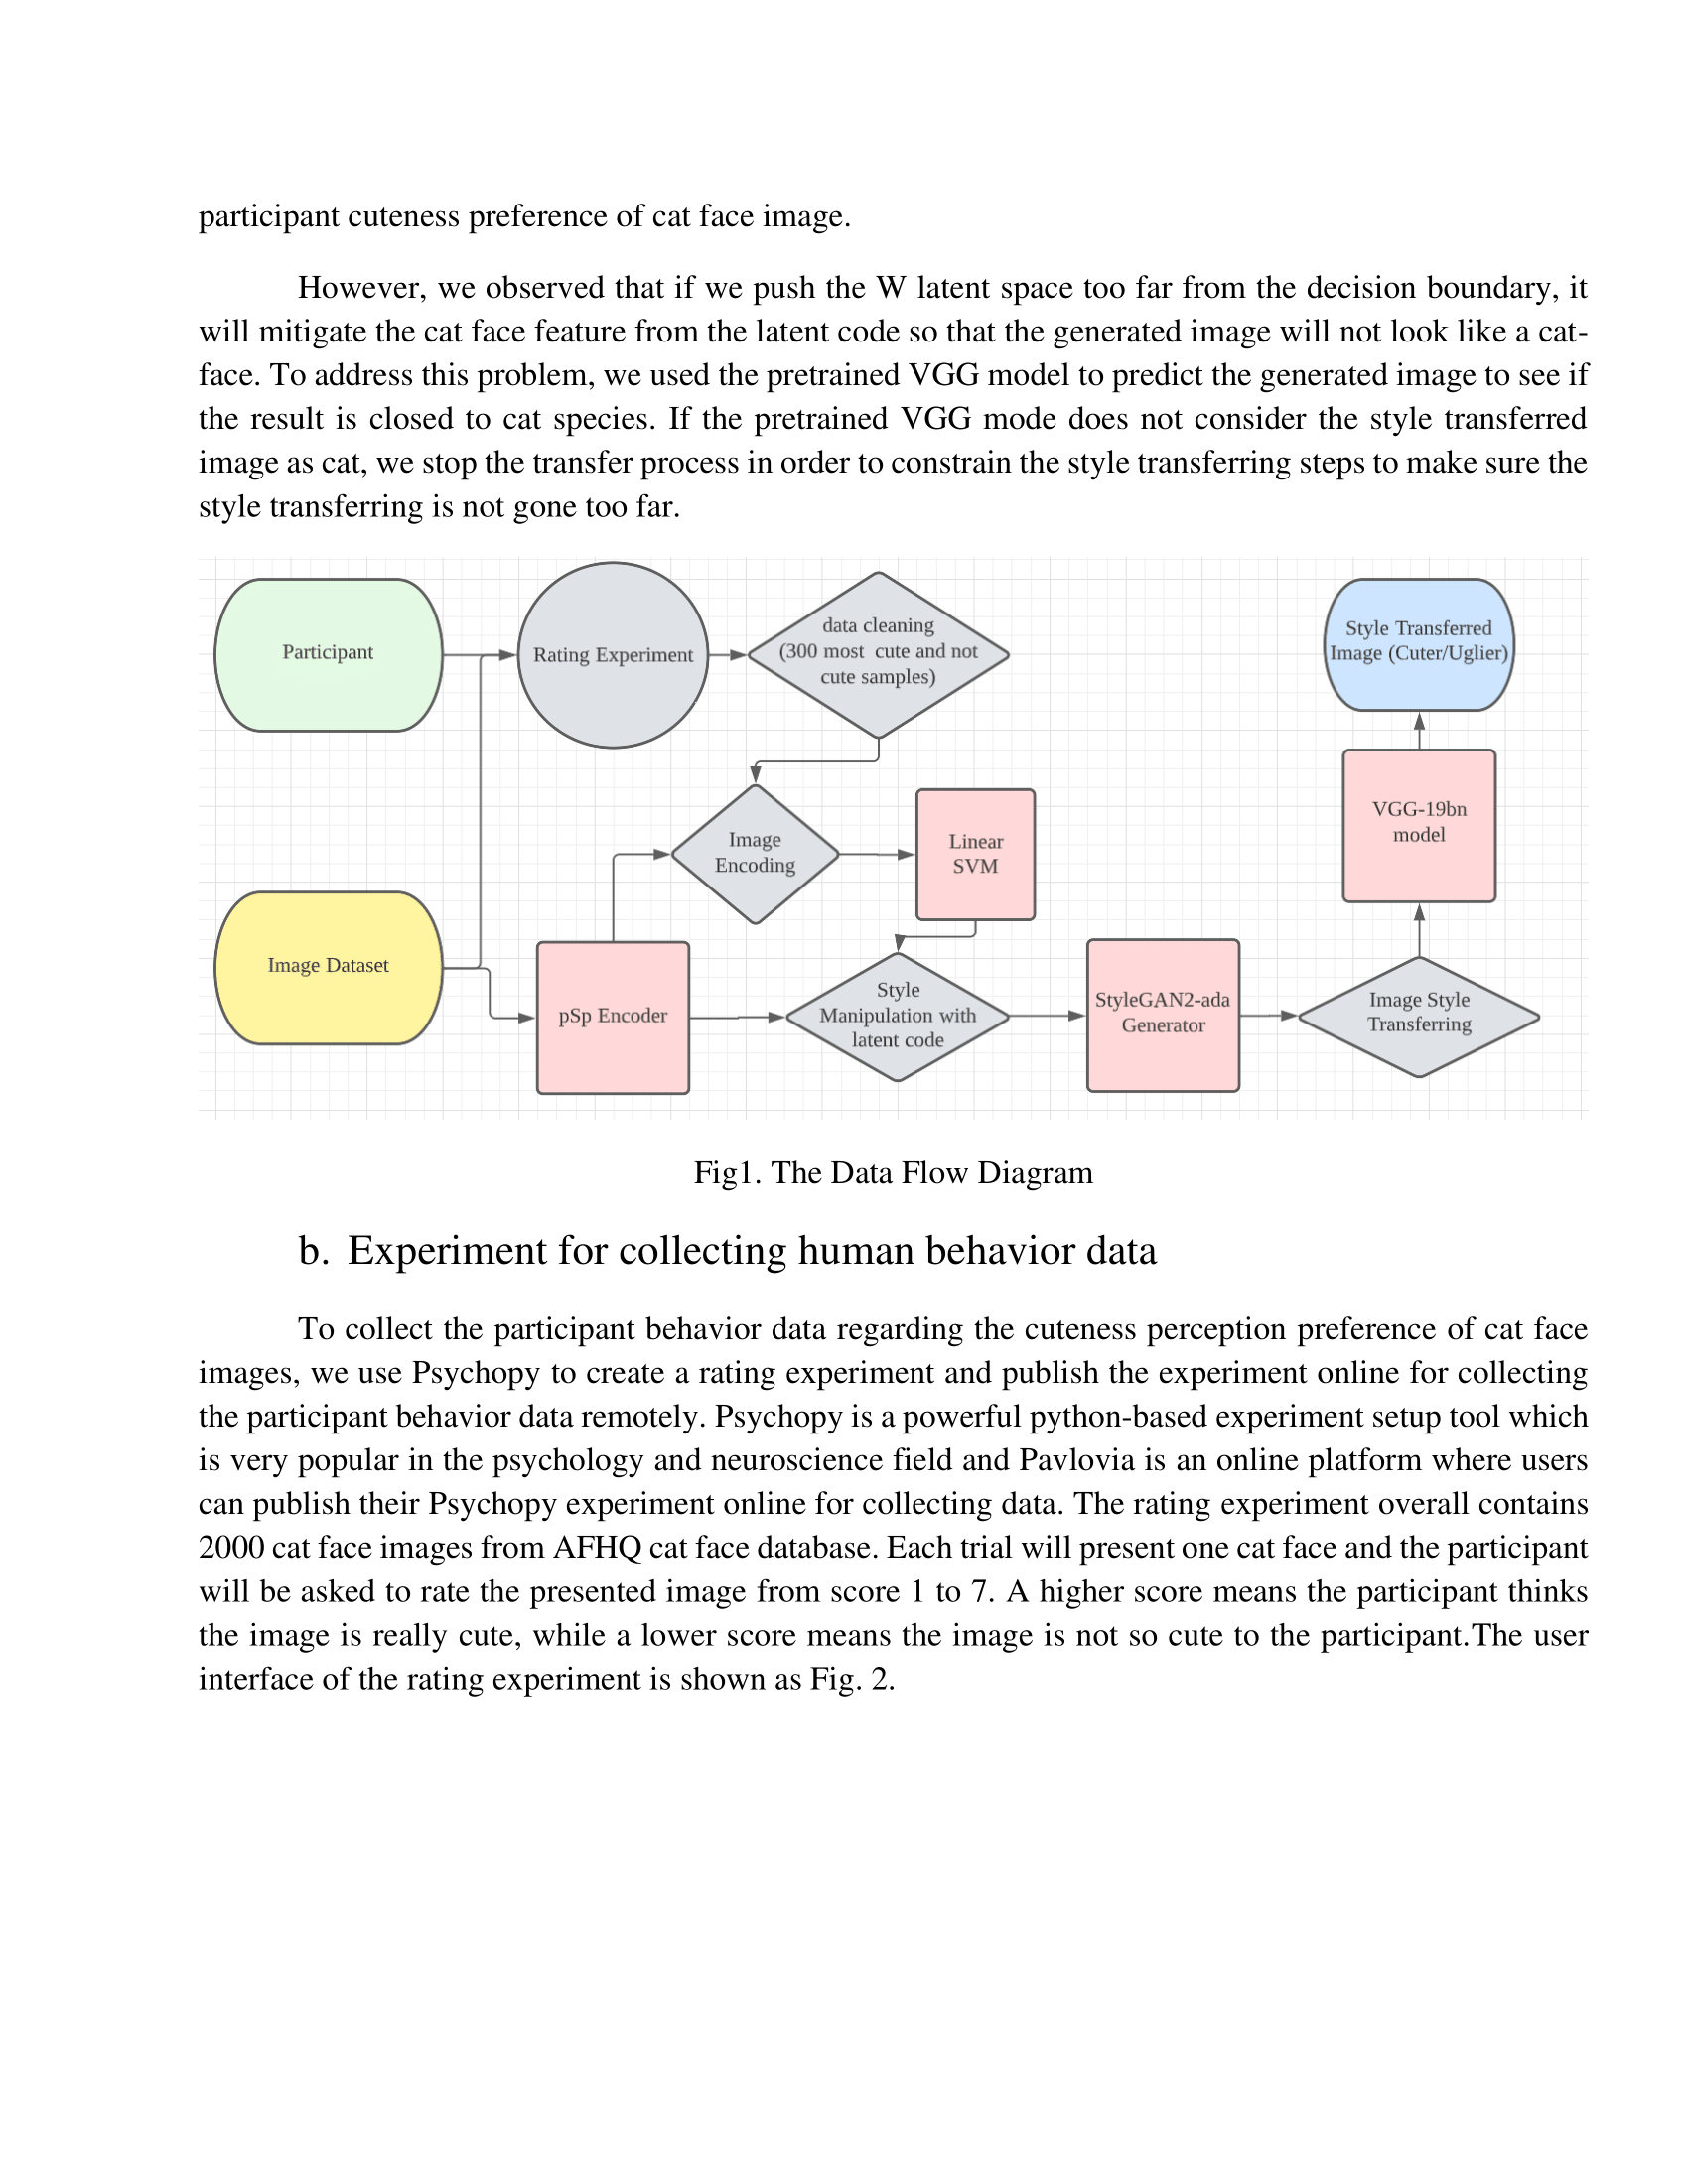 participant cuteness preference of cat face image.
However, we observed that if we push the W latent space too far from the decision boundary, it
will mitigate the cat face feature from the latent code so that the generated image will not look like a cat-
face. To address this problem, we used the pretrained VGG model to predict the generated image to see if
the result is closed to cat species. If the pretrained VGG mode does not consider the style transferred
image as cat, we stop the transfer process in order to constrain the style transferring steps to make sure the
style transferring is not gone too far.
Participant
Rating Experiment
data cleaning
(300 most  cute and not
cute samples)
Style Transferred
Image (Cuter/Uglier)
Image
Encoding
Linear
SVM
VGG-19bn
model
Image Dataset
pSp Encoder
Style
Manipulation with
latent code
StyleGAN2-ada
Generator
Image Style
Transferring
Fig1. The Data Flow Diagram
b. Experiment for collecting human behavior data
To collect the participant behavior data regarding the cuteness perception preference of cat face
images, we use Psychopy to create a rating experiment and publish the experiment online for collecting
the participant behavior data remotely. Psychopy is a powerful python-based experiment setup tool which
is very popular in the psychology and neuroscience field and Pavlovia is an online platform where users
can publish their Psychopy experiment online for collecting data. The rating experiment overall contains
2000 cat face images from AFHQ cat face database. Each trial will present one cat face and the participant
will be asked to rate the presented image from score 1 to 7. A higher score means the participant thinks
the image is really cute, while a lower score means the image is not so cute to the participant.The user
interface of the rating experiment is shown as Fig. 2.